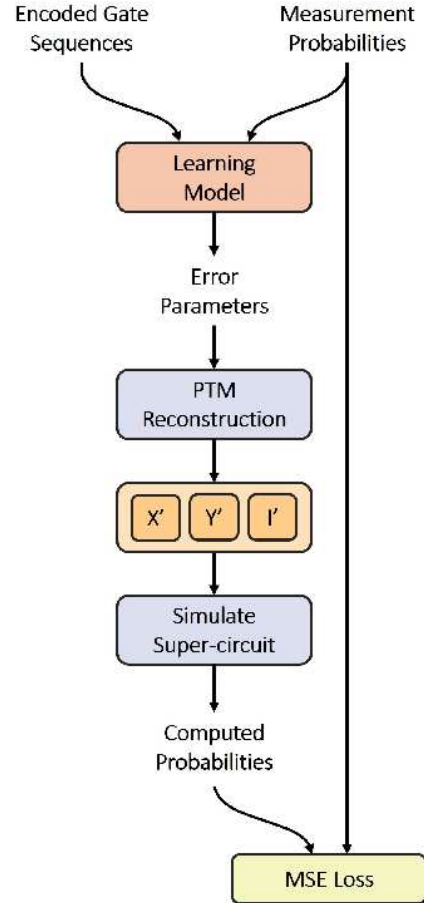 Encoded Gate
Sequences
Measurement
Probabilities
Learning
Model
Error
Parameters
PTM
Reconstruction
X' Y' I'
Simulate
Super-circuit
Computed
Probabilities
MSE Loss